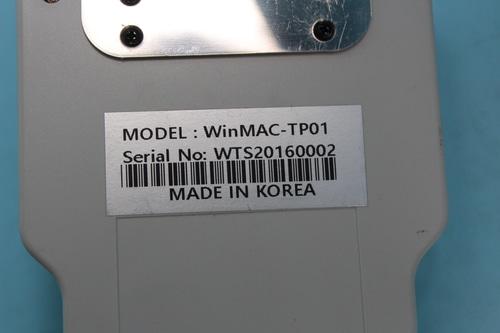 MODEL : WinMAC-TP01
Serial No: WTS20160002
MADE IN KOREA